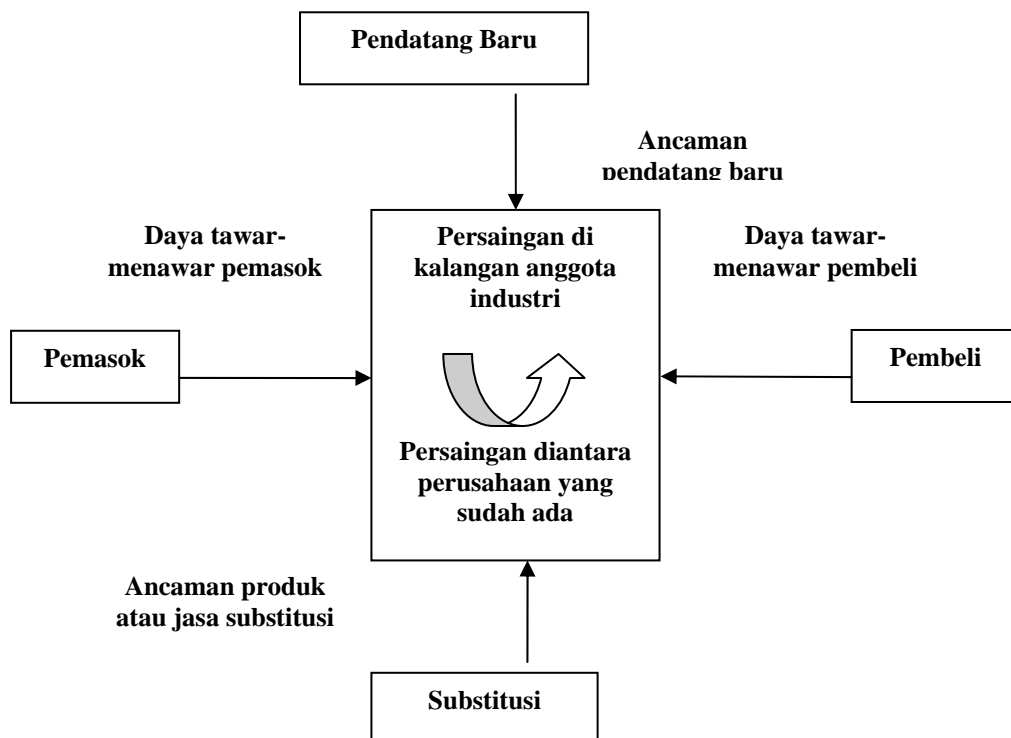 Pendatang Baru
Ancaman
pendatang baru
Daya tawar-
menawar pemasok
Persaingan di
kalangan anggota
industri
Daya tawar-
menawar pembeli
Pemasok
Pembeli
Persaingan diantara
perusahaan yang
sudah ada
Ancaman produk
atau jasa substitusi
Substitusi